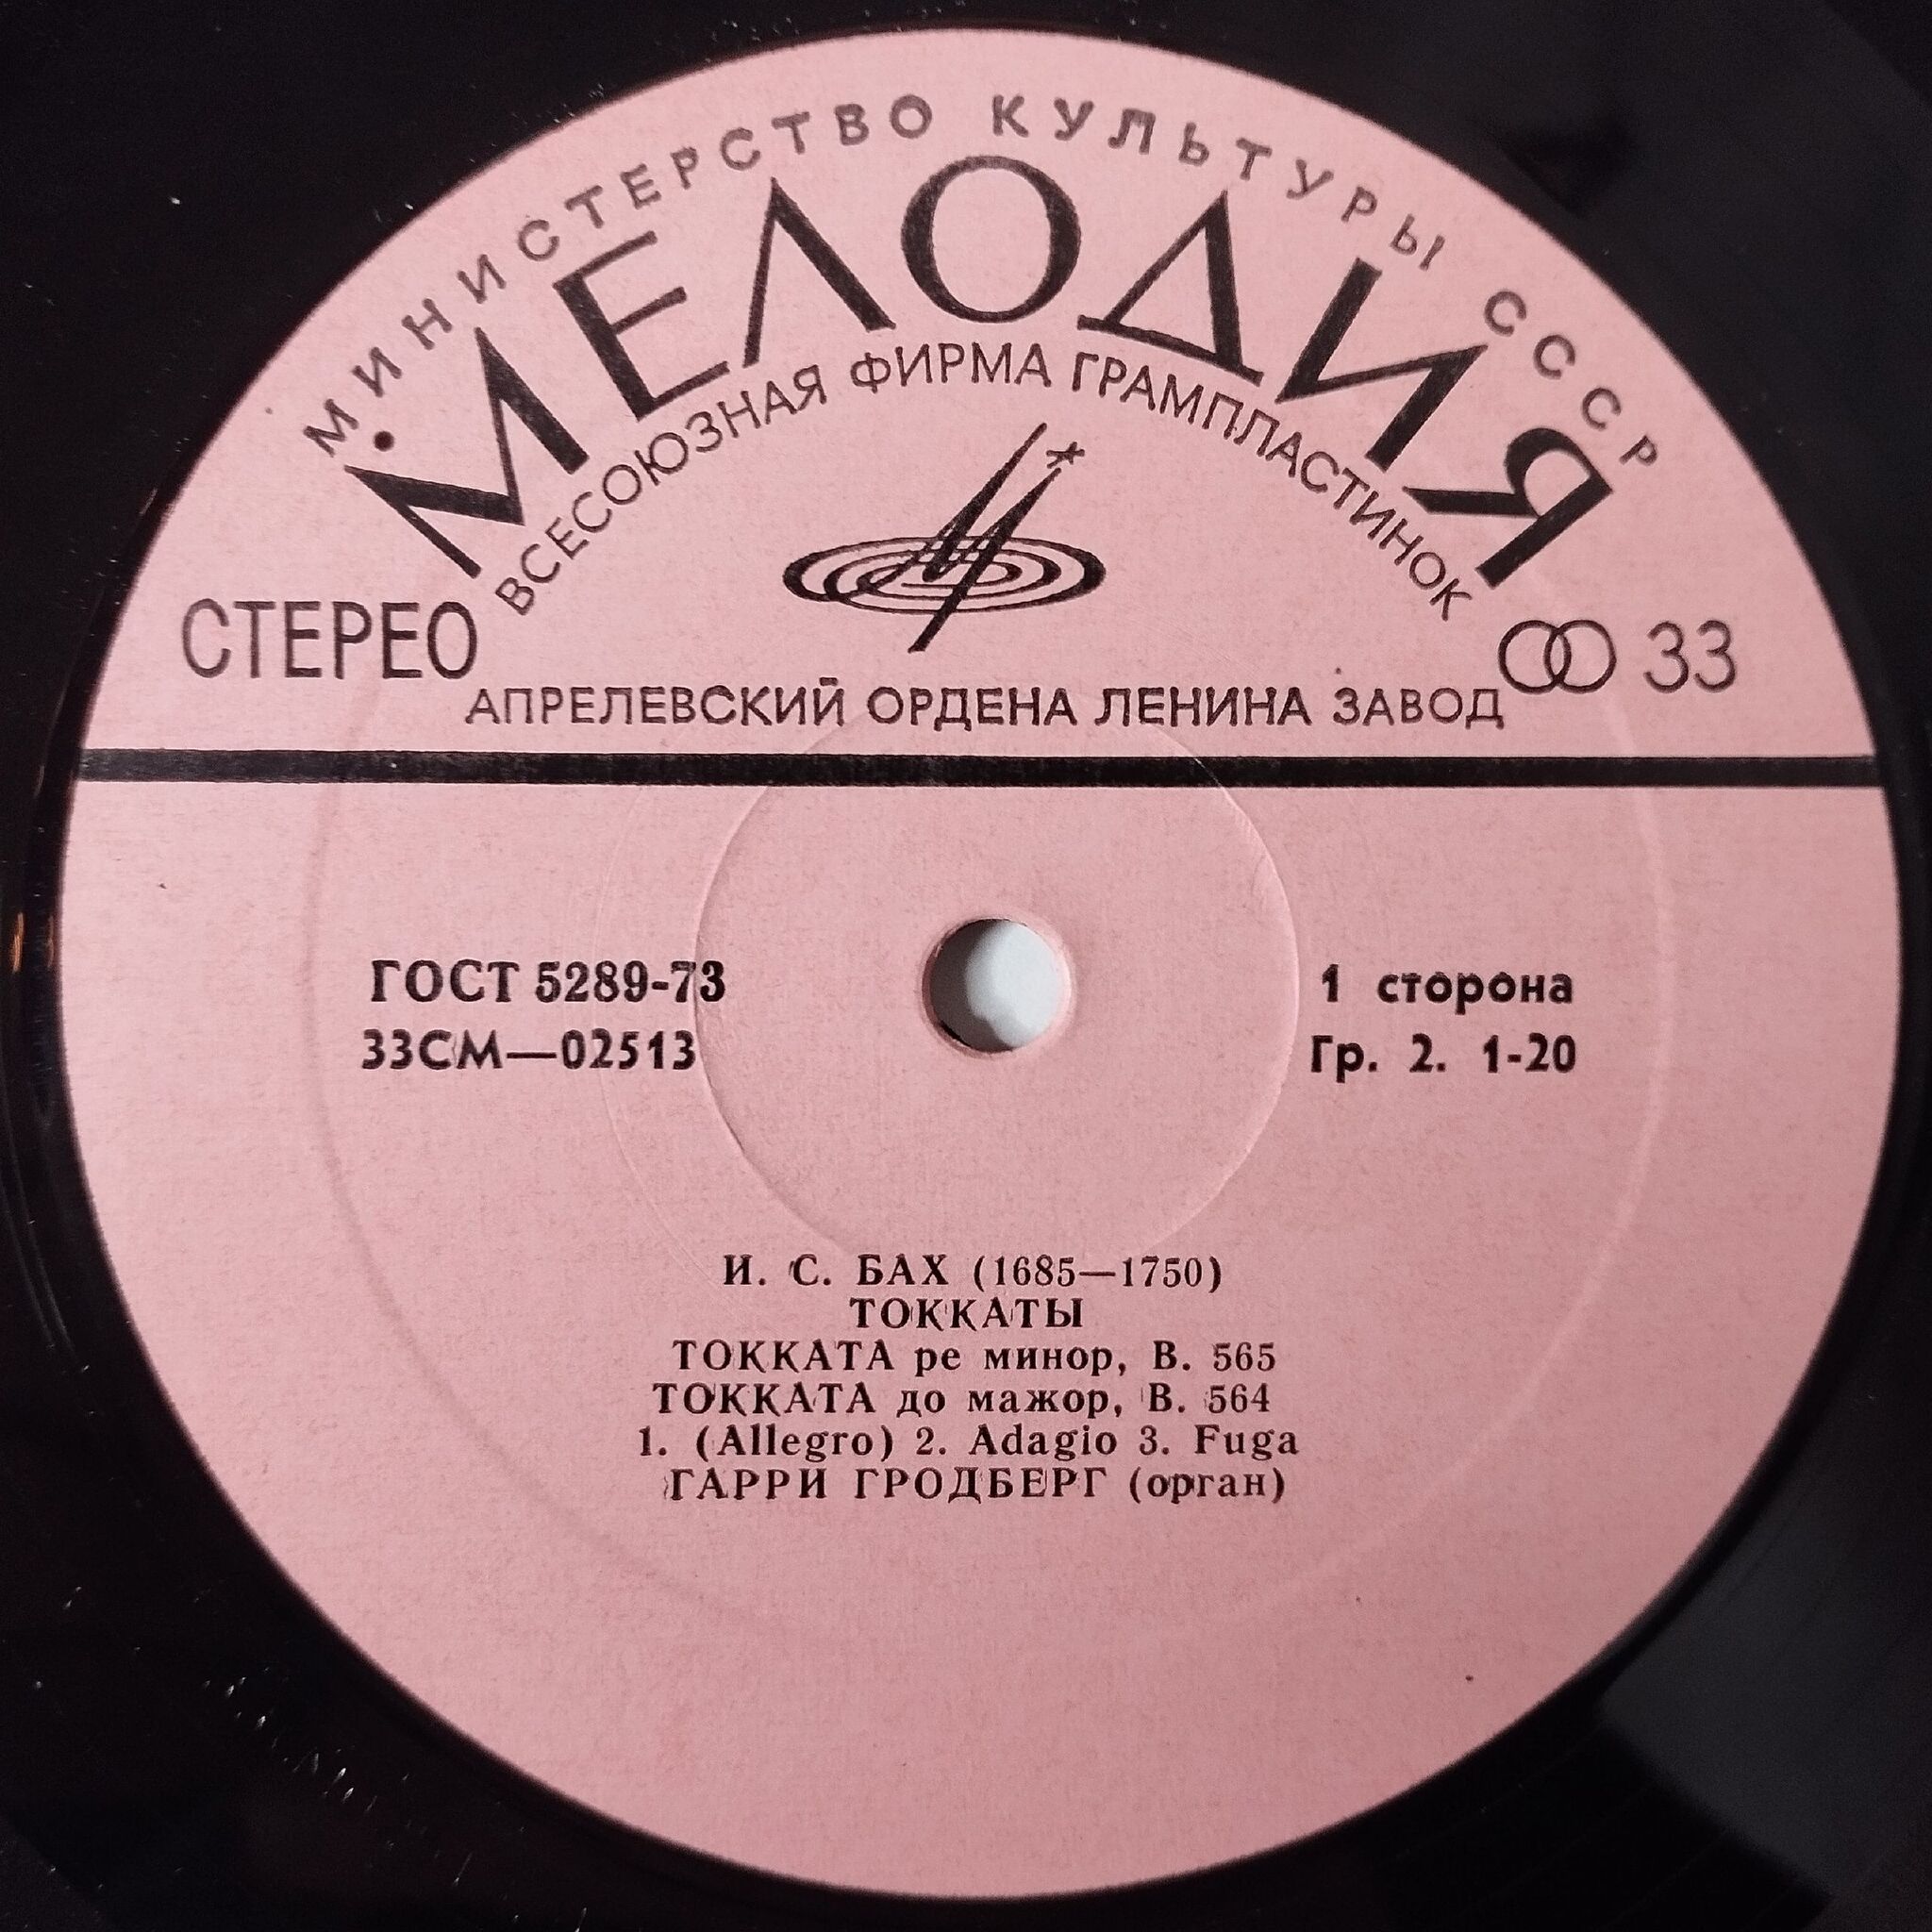 МИНИСТЕРСТВО КУЛЬТУРЫ СССР
МЕЛОДИЯ
ВСЕСОЮЗНАЯ ФИРМА ГРАМПЛАСТИНОК
СТЕРЕО
33
АПРЕЛЕВСКИЙ ОРДЕНА ЛЕНИНА ЗАВОД
ГОСТ 5289-73
33СМ—02513
1 сторона
Гр. 2. 1-20
И. С. БАХ (1685—1750)
ТОККАТЫ
ТОККАТА ре минор, В. 565
ТОККАТА до мажор, В. 564
1. (Allegro) 2. Adagio 3. Fuga
ГАРРИ ГРОДБЕРГ (орган)